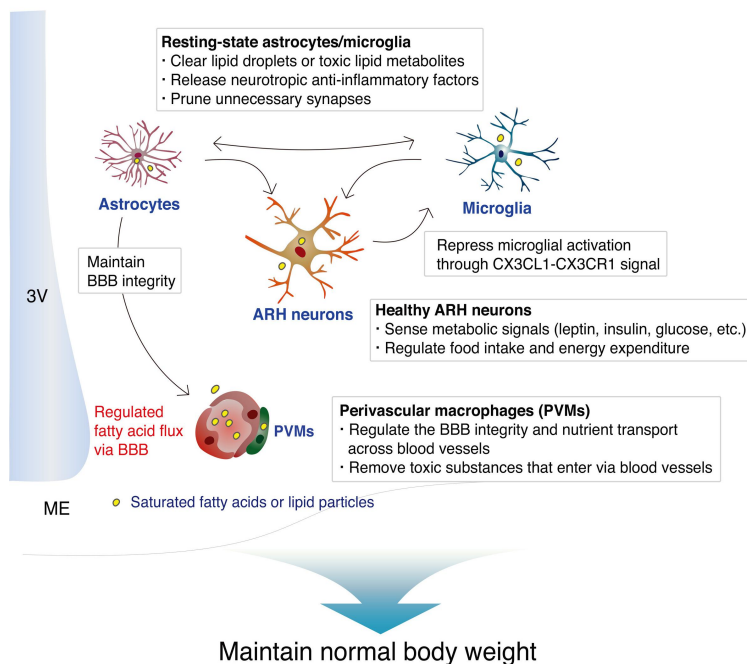 Resting-state astrocytes/microglia
· Clear lipid droplets or toxic lipid metabolites
· Release neurotropic anti-inflammatory factors
· Prune unnecessary synapses
Astrocytes
Microglia
Maintain
BBB integrity
Repress microglial activation
through CX3CL1-CX3CR1 signal
3V
ARH neurons
Healthy ARH neurons
· Sense metabolic signals (leptin, insulin, glucose, etc.)
· Regulate food intake and energy expenditure
Regulated
fatty acid flux
via BBB
PVMs
Perivascular macrophages (PVMs)
· Regulate the BBB integrity and nutrient transport
across blood vessels
· Remove toxic substances that enter via blood vessels
ME
Saturated fatty acids or lipid particles
Maintain normal body weight